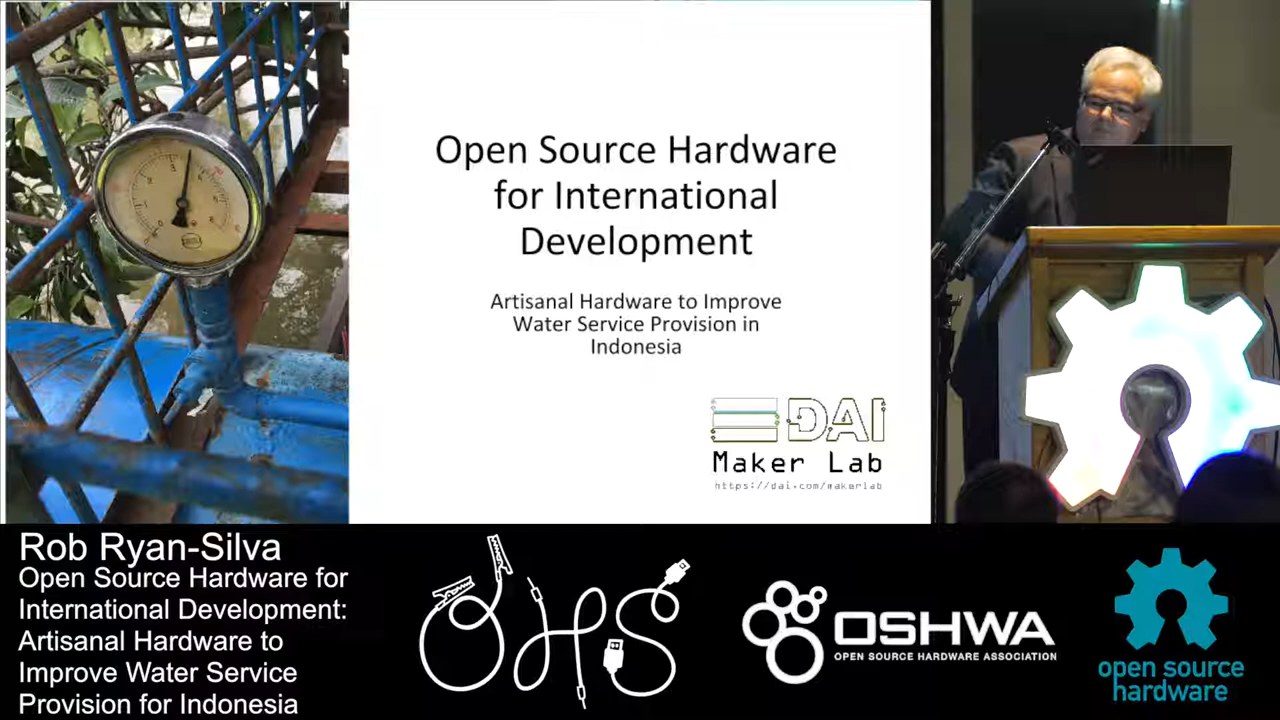 Open Source Hardware
for International
Development
Artisanal Hardware to Improve
Water Service Provision in
Indonesia
DAI
Maker Lab
https://dai.com/makerlab
Rob Ryan-Silva
Open Source Hardware for
International Development:
Artisanal Hardware to
Improve Water Service
Provision for Indonesia
OHS
OSHWA
OPEN SOURCE HARDWARE ASSOCIATION
open source
hardware